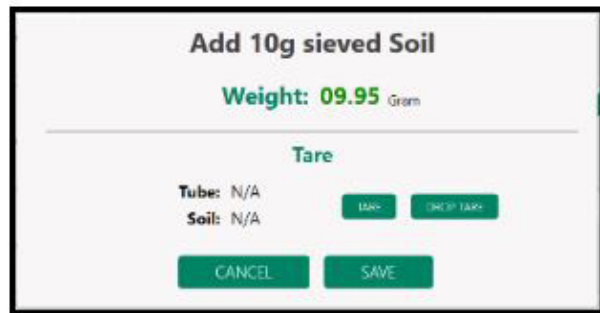 Add 10g sieved Soil
Weight: 09.95 Gram
Tare
Tube: N/A
Soil: N/A
TARE DROP TARE
CANCEL SAVE